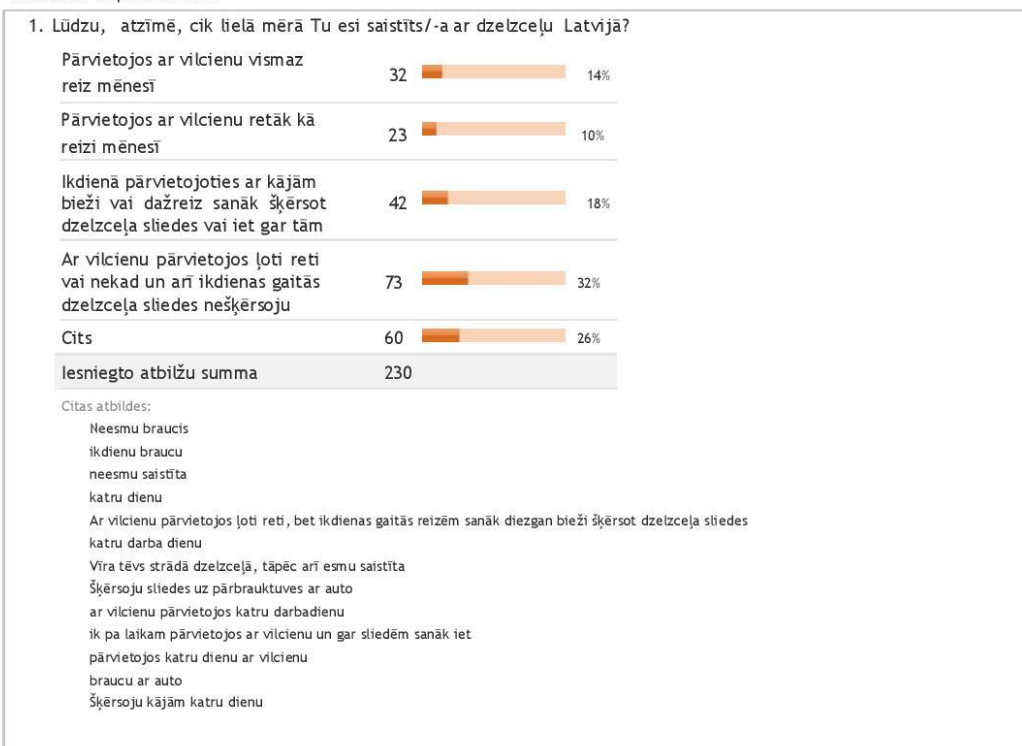 1. Lūdzu, atzīmē, cik lielā mērā Tu esi saistīts/-a ar dzelzceļu Latvijā?
Pārvietojos ar vilcienu vismaz
reiz mēnesī
32
14%
Pārvietojos ar vilcienu retāk kā
reizi mēnesī
23
10%
Ikdienā pārvietojoties ar kājām
bieži vai dažreiz sanāk šķērsot
dzelzceļa sliedes vai iet gar tām
42
18%
Ar vilcienu pārvietojos ļoti reti
vai nekad un arī ikdienas gaitās
dzelzceļa sliedes nešķērsoju
73
32%
Cits 60 26%
Iesniegto atbilžu summa 230
Citas atbildes:
Neesmu braucis
ikdienu braucu
neesmu saistīta
katru dienu
Ar vilcienu pārvietojos ļoti reti, bet ikdienas gaitās reizēm sanāk diezgan bieži šķērsot dzelzceļa sliedes
katru darba dienu
Vīra tēvs strādā dzelzceļā, tāpēc arī esmu saistīta
Šķērsoju sliedes uz pārbrauktuves ar auto
ar vilcienu pārvietojos katru darbadienu
ik pa laikam pārvietojos ar vilcienu un gar sliedēm sanāk iet
pārvietojos katru dienu ar vilcienu
braucu ar auto
Šķērsoju kājām katru dienu